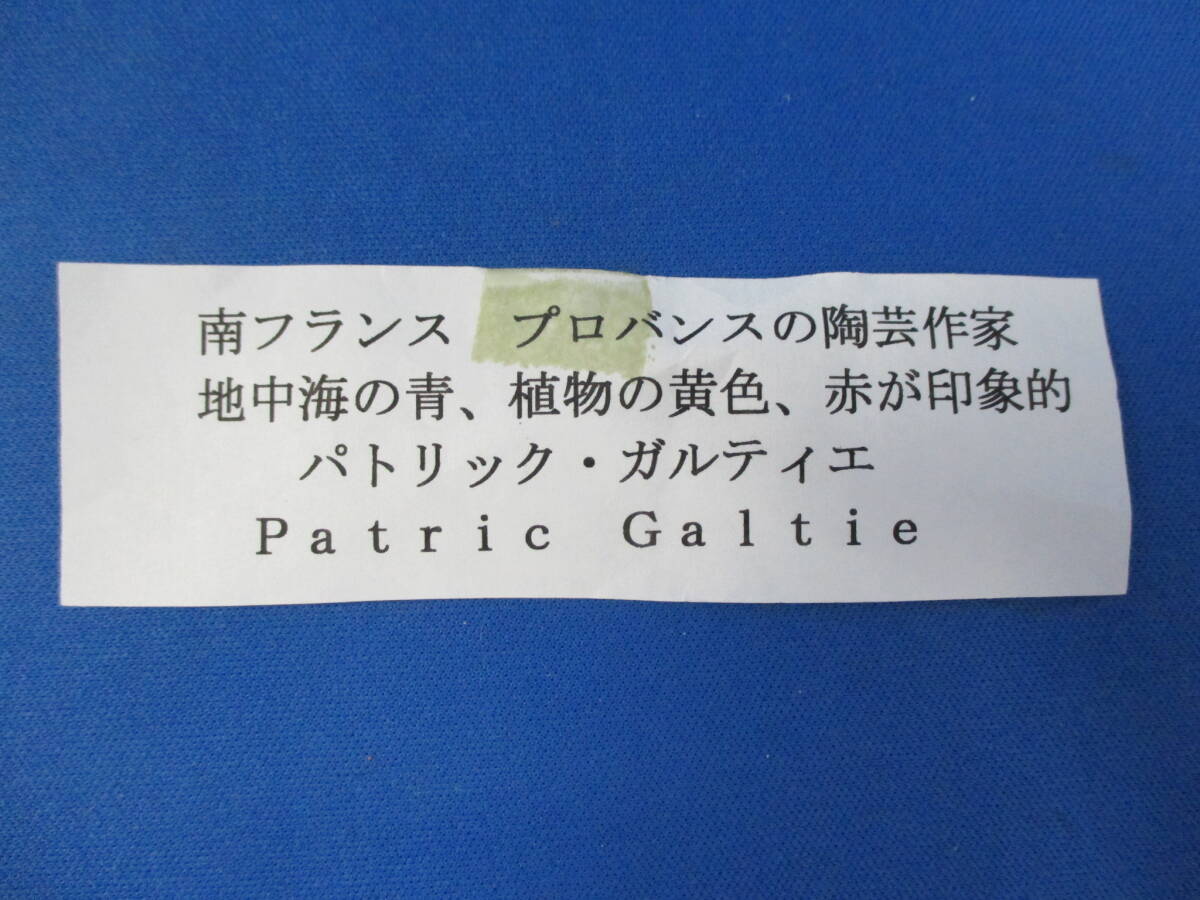 南フランス　プロバンスの陶芸作家
地中海の青、植物の黄色、赤が印象的
パトリック・ガルティエ
Ｐａｔｒｉｃ　Ｇａｌｔｉｅ